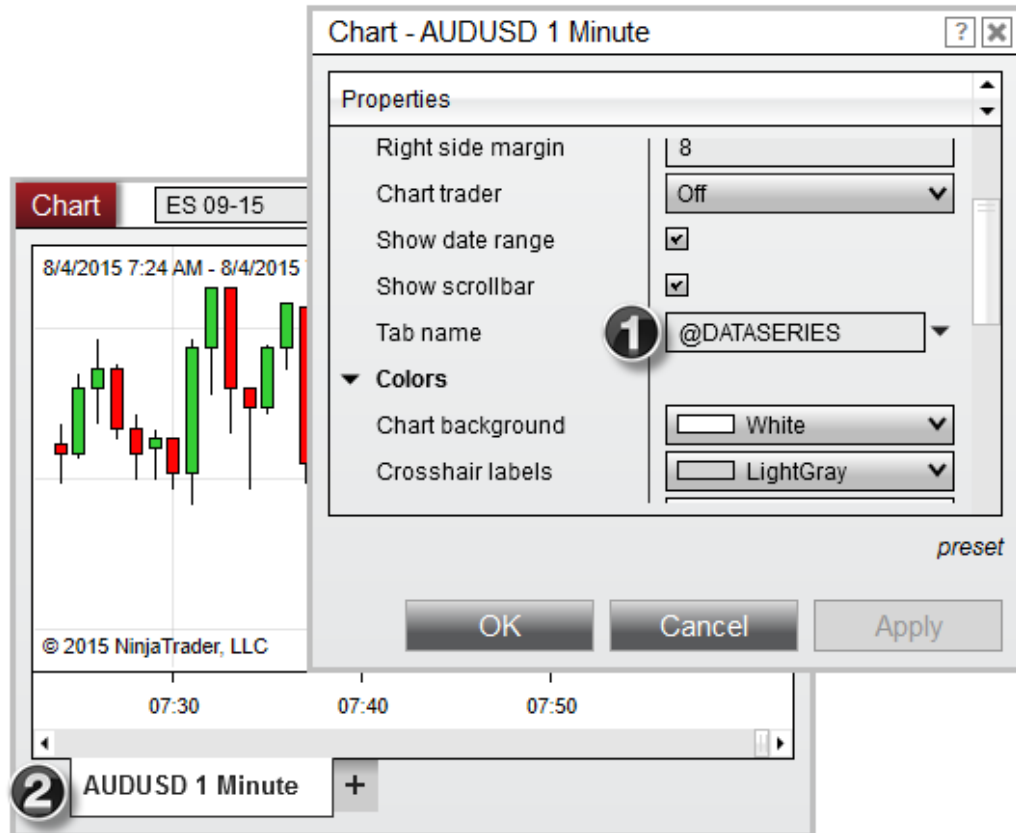 Chart - AUDUSD 1 Minute
?
Properties
Right side margin 8
Chart trader Off
Show date range
Show scrollbar
Tab name 1 @DATASERIES
Colors
Chart background White
Crosshair labels LightGray
preset
OK Cancel Apply
Chart ES 09-15
8/4/2015 7:24 AM - 8/4/2015
© 2015 NinjaTrader, LLC
07:30 07:40 07:50
2 AUDUSD 1 Minute +